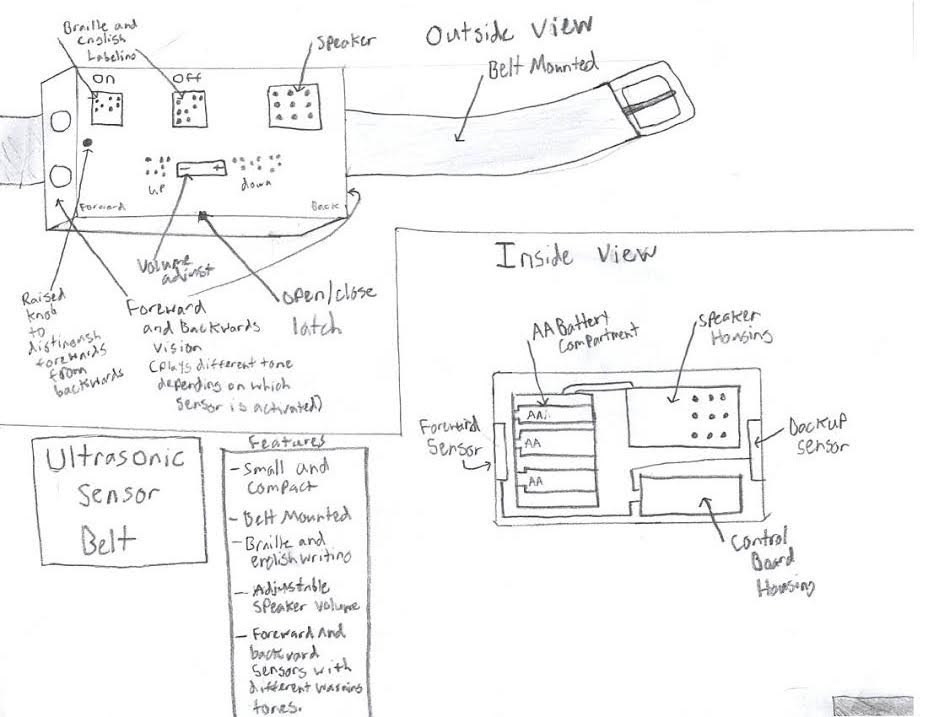 Braille and
English
Labeling
Speaker
Outside View
Belt Mounted
On
Off
- +
up
down
Forward
Back
Volume
adjust
Raised
knob
to
distinguish
forewards
from
backwards
Foreward
and Backwards
Vision
(Plays different tone
depending on which
Sensor is activated)
open/close
latch
Inside View
AA Battery
Compartment
Speaker
Housing
Foreward
Sensor
AA
AA
AA
Backup
sensor
Control
Board
Housing
Ultrasonic
Sensor
Belt
Features
- Small and
compact
- Belt Mounted
- Braille and
english writing
- Adjustable
speaker volume
- Foreward and
backward
sensors with
different warning
tones.